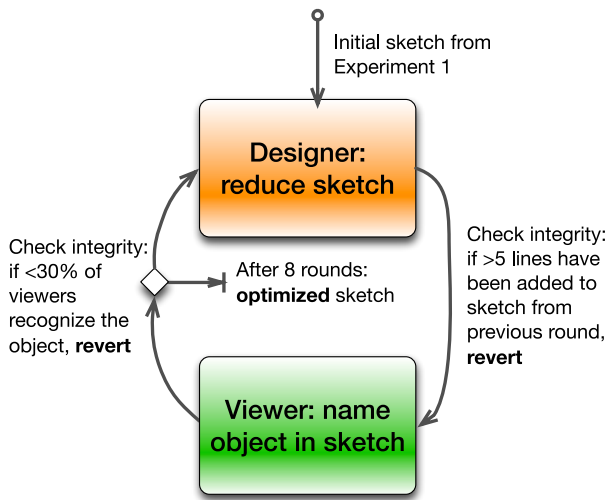 Initial sketch from
Experiment 1
Designer:
reduce sketch
Check integrity:
if <30% of
viewers
recognize the
object, revert
After 8 rounds:
optimized sketch
Check integrity:
if >5 lines have
been added to
sketch from
previous round,
revert
Viewer: name
object in sketch